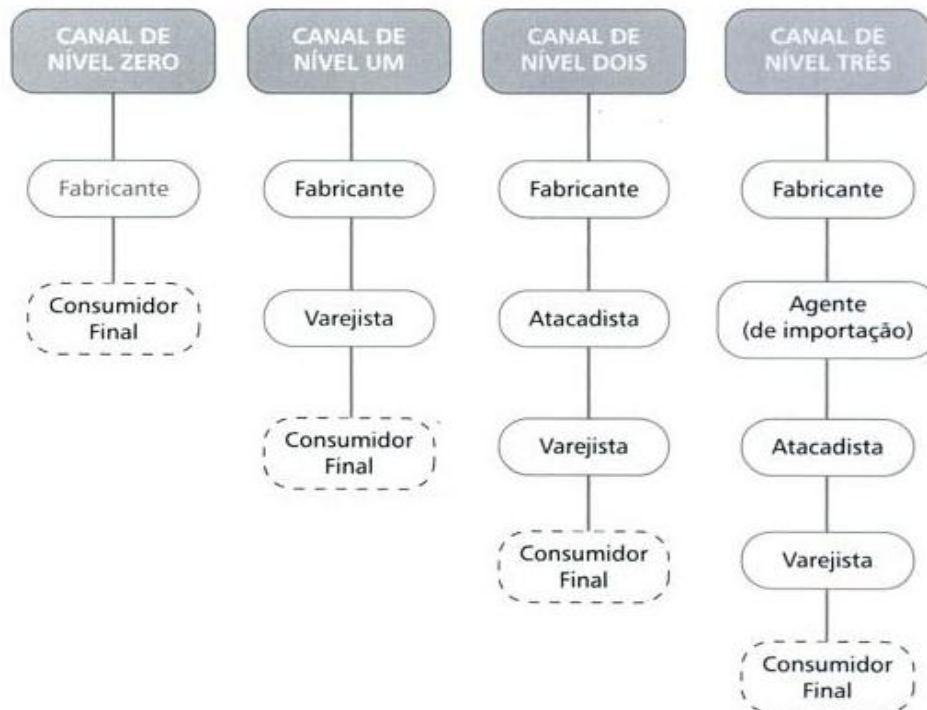 CANAL DE
NÍVEL ZERO
Fabricante
Consumidor
Final
CANAL DE
NÍVEL UM
Fabricante
Varejista
Consumidor
Final
CANAL DE
NÍVEL DOIS
Fabricante
Atacadista
Varejista
Consumidor
Final
CANAL DE
NÍVEL TRÊS
Fabricante
Agente
(de importação)
Atacadista
Varejista
Consumidor
Final